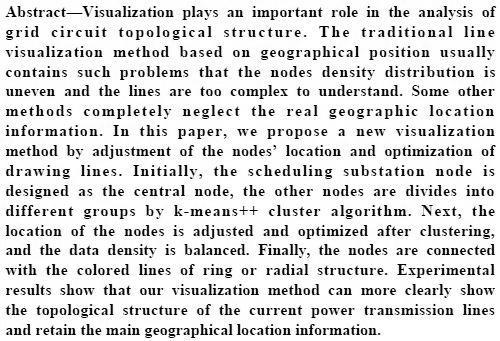 Abstract—Visualization plays an important role in the analysis of
grid circuit topological structure. The traditional line
visualization method based on geographical position usually
contains such problems that the nodes density distribution is
uneven and the lines are too complex to understand. Some other
methods completely neglect the real geographic location
information. In this paper, we propose a new visualization
method by adjustment of the nodes’ location and optimization of
drawing lines. Initially, the scheduling substation node is
designed as the central node, the other nodes are divides into
different groups by k-means++ cluster algorithm. Next, the
location of the nodes is adjusted and optimized after clustering,
and the data density is balanced. Finally, the nodes are connected
with the colored lines of ring or radial structure. Experimental
results show that our visualization method can more clearly show
the topological structure of the current power transmission lines
and retain the main geographical location information.